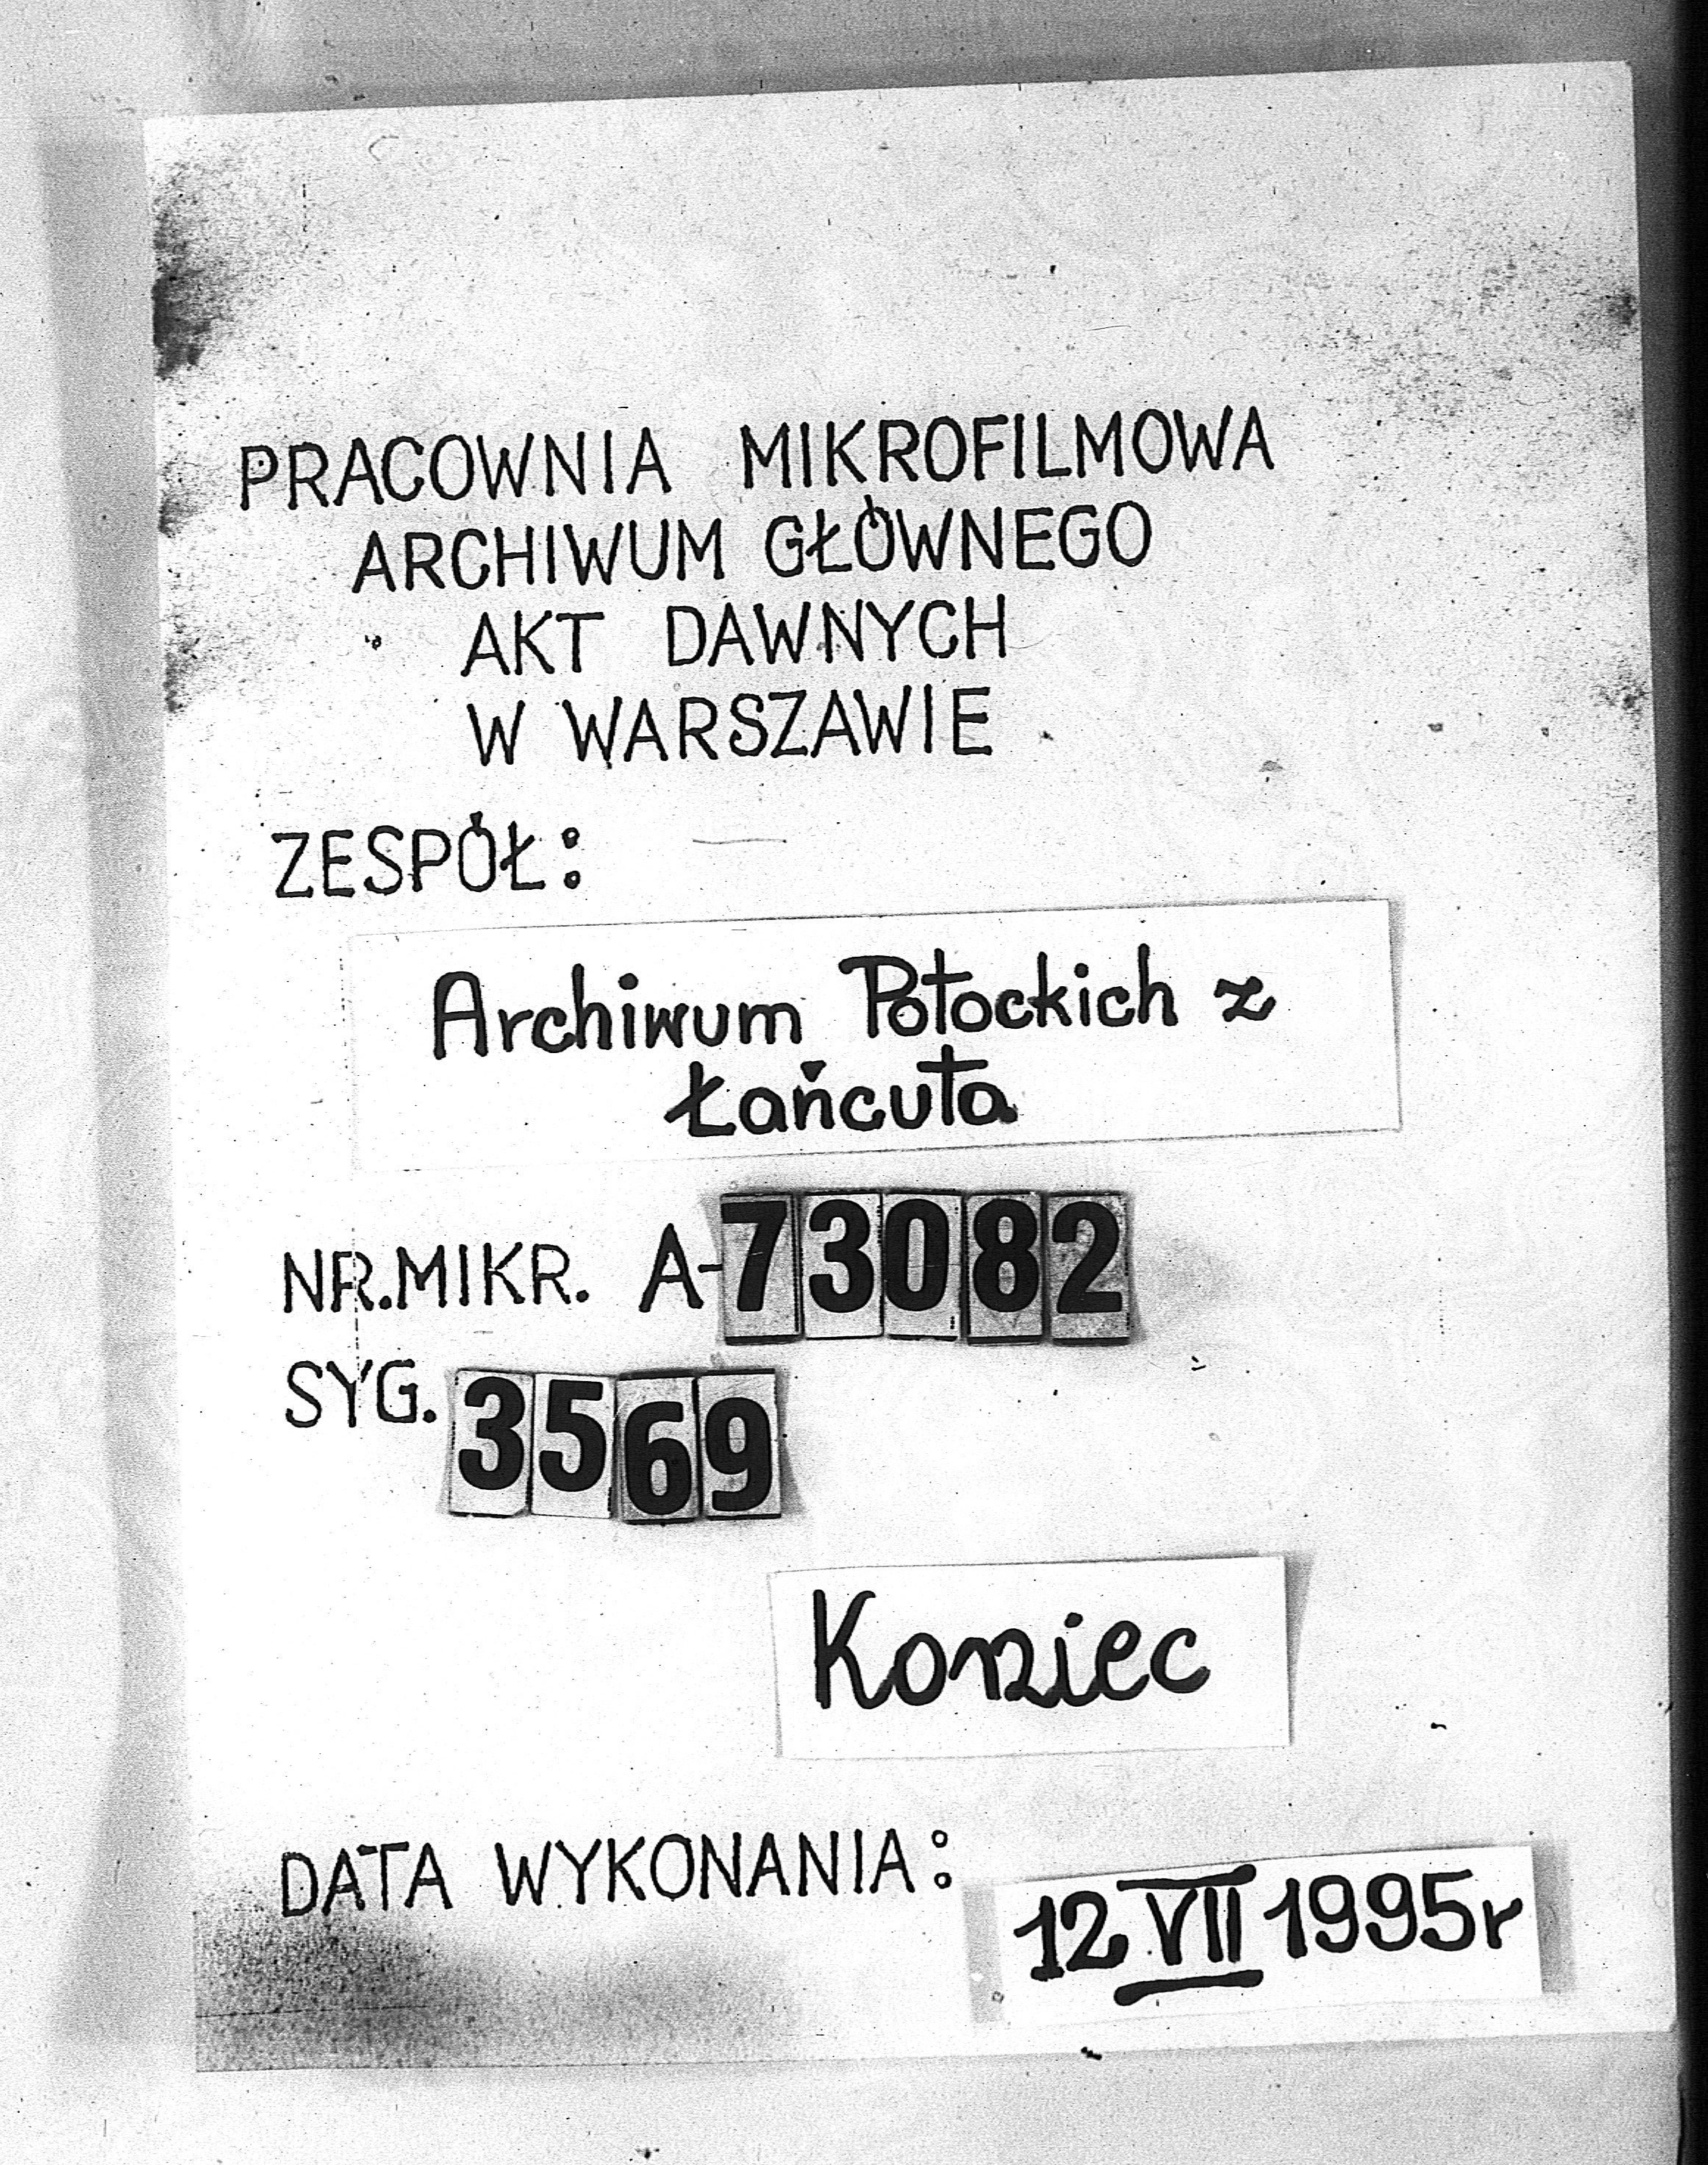 PRACOWNIA MIKROFILMOWA
ARCHIWUM GŁÓWNEGO
AKT DAWNYCH
W WARSZAWIE
ZESPÓŁ:
Archiwum Potockich z
Łańcuta
NR.MIKR. A-73082
SYG. 3569
Koniec
DATA WYKONANIA: 12 VII 1995r